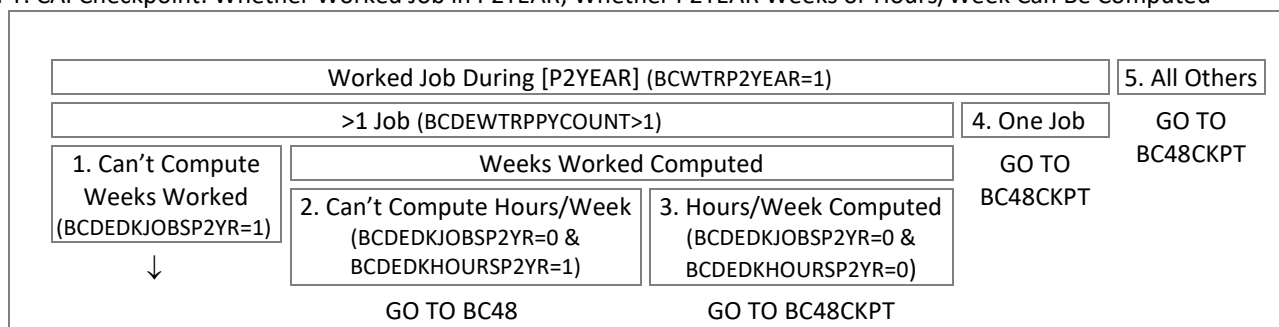 CAI Checkpoint: Whether Worked Job in P2YEAR; Whether P2YEAR Weeks or Hours/Week Can Be Computed
Worked Job During [P2YEAR] (BCWTRP2YEAR=1)
5. All Others
>1 Job (BCDEWTRPPYCOUNT>1)
4. One Job
GO TO
BC48CKPT
1. Can't Compute
Weeks Worked
(BCDEDKJOBSP2YR=1)
↓
Weeks Worked Computed
GO TO
BC48CKPT
2. Can't Compute Hours/Week
(BCDEDKJOBSP2YR=0 &
BCDEDKHOURSP2YR=1)
3. Hours/Week Computed
(BCDEDKJOBSP2YR=0 &
BCDEDKHOURSP2YR=0)
GO TO BC48
GO TO BC48CKPT